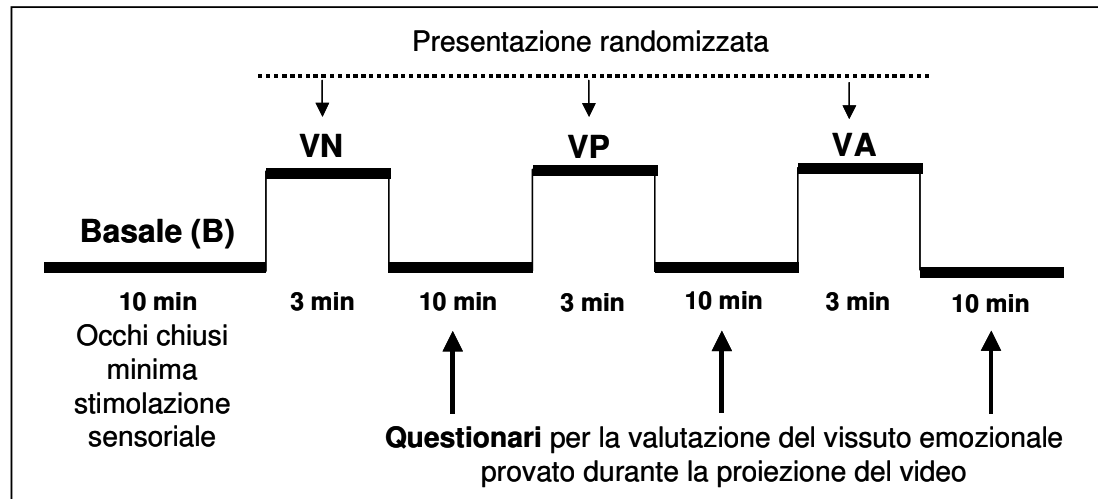 Presentazione randomizzata
VN VP VA
Basale (B)
10 min 3 min 10 min 3 min 10 min 3 min 10 min
Occhi chiusi
minima
stimolazione
sensoriale
Questionari per la valutazione del vissuto emozionale
provato durante la proiezione del video